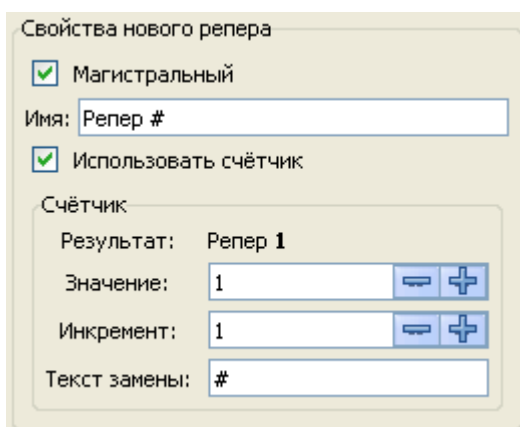 Свойства нового репера
Магистральный
Имя: Репер #
Использовать счётчик
Счётчик
Результат: Репер 1
Значение: 1
Инкремент: 1
Текст замены: #